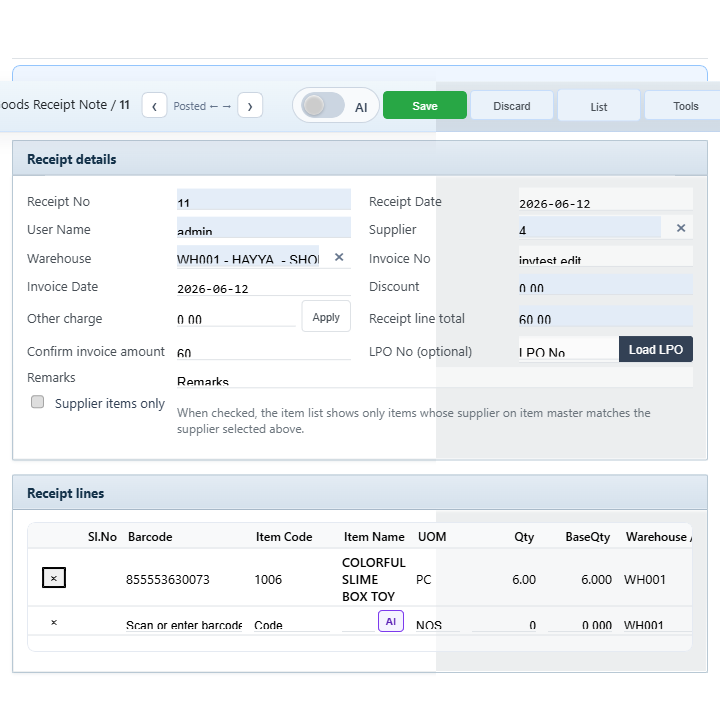 oods Receipt Note / 11
‹
Posted ← →
›
AI
Save
Discard
List
Tools
Receipt details
Receipt No
11
Receipt Date
2026-06-12
User Name
admin
Supplier
4
×
Warehouse
WH001 - HAYYA - SHO
×
Invoice No
invtest edit
Invoice Date
2026-06-12
Discount
0.00
Other charge
0.00
Apply
Receipt line total
60.00
Confirm invoice amount
60
LPO No (optional)
LPO No
Load LPO
Remarks
Remarks
Supplier items only
When checked, the item list shows only items whose supplier on item master matches the
supplier selected above.
Receipt lines
Sl.No Barcode Item Code Item Name UOM Qty BaseQty Warehouse /
× 855553630073 1006 COLORFUL SLIME BOX TOY PC 6.00 6.000 WH001
× Scan or enter barcode Code AI NOS 0 0.000 WH001